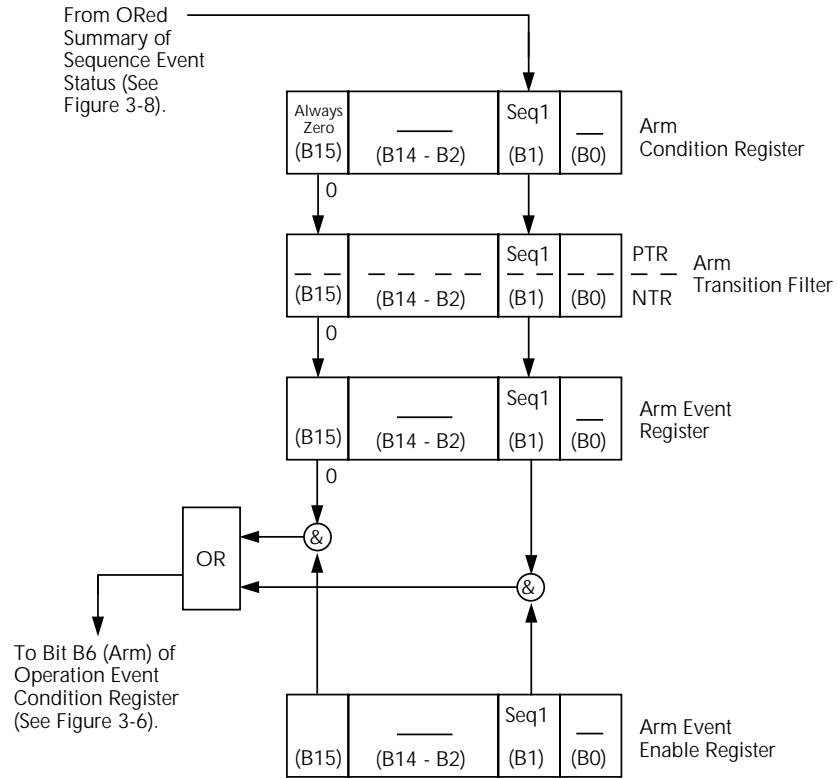 From ORed
Summary of
Sequence Event
Status (See
Figure 3-8).
Always
Zero
(B15)
(B14 - B2)
Seq1
(B1)
(B0)
Arm
Condition Register
0
(B15)
(B14 - B2)
Seq1
(B1)
(B0)
PTR
NTR
Arm
Transition Filter
0
(B15)
(B14 - B2)
Seq1
(B1)
(B0)
Arm Event
Register
0
&
OR
&
To Bit B6 (Arm) of
Operation Event
Condition Register
(See Figure 3-6).
(B15)
(B14 - B2)
Seq1
(B1)
(B0)
Arm Event
Enable Register